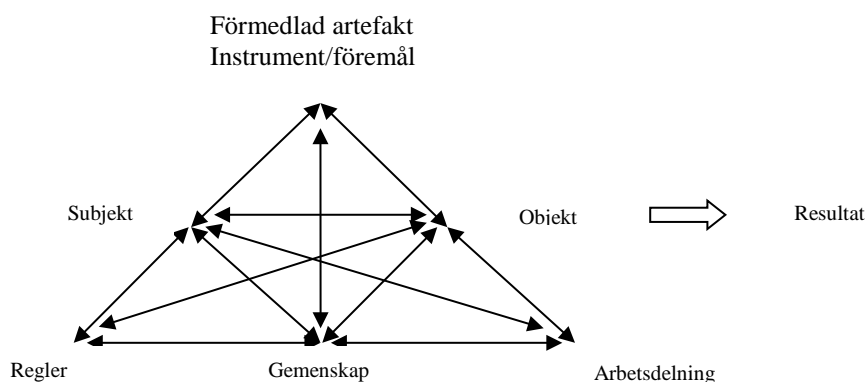 Förmedlad artefakt
Instrument/föremål
Subjekt Objekt Resultat
Regler Gemenskap Arbetsdelning